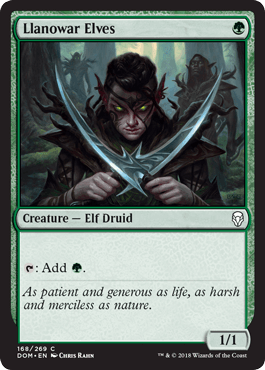 Llanowar Elves
Creature — Elf Druid
: Add .
As patient and generous as life, as harsh
and merciless as nature.
1/1
168/269 C
DOM • EN Chris Rahn
™ & © 2018 Wizards of the Coast